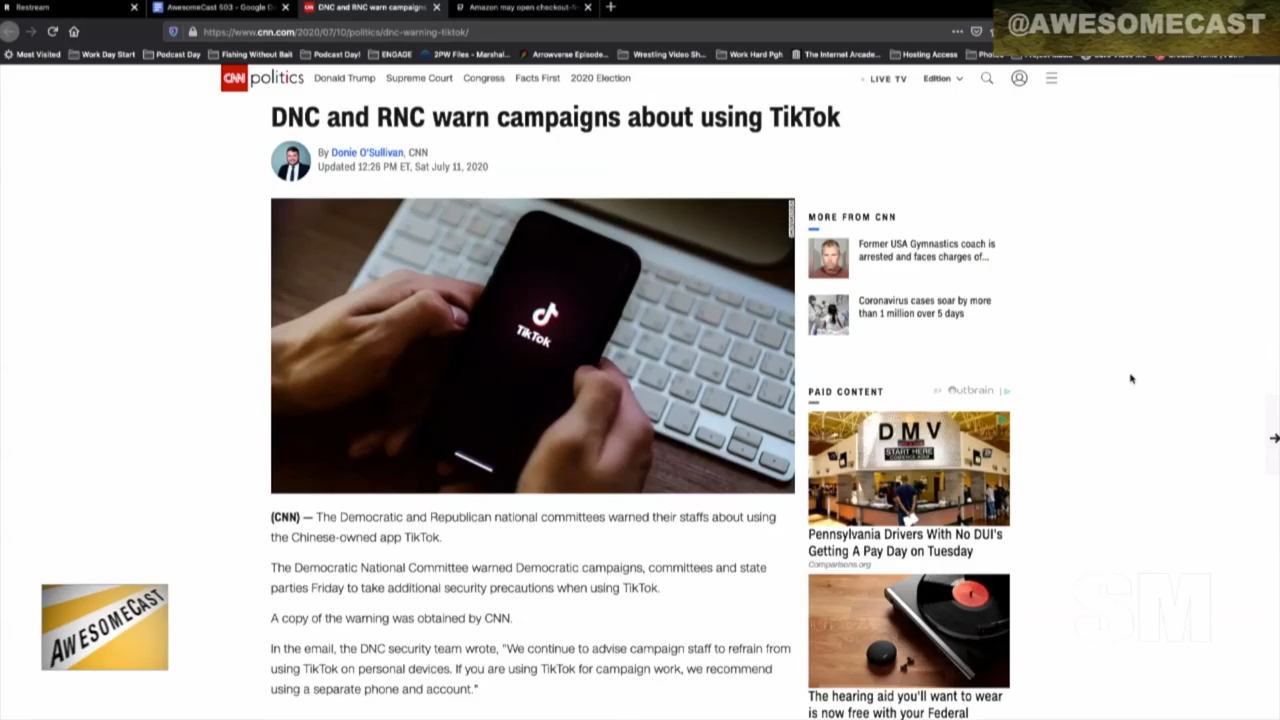 Restream
AwesomeCast 503 - Google D
DNC and RNC warn campaigns
Amazon may open checkout-f
@AWESOMECAST
https://www.cnn.com/2020/07/10/politics/dnc-warning-tiktok/
Most Visited
Work Day Start
Podcast Day
Fishing Without Bait
Podcast Day!
ENGAGE
2PW Files - Marshal...
Arrowverse Episode...
Wrestling Video Sh...
Work Hard Pgh
The Internet Arcade...
Hosting Access
CNN politics
Donald Trump
Supreme Court
Congress
Facts First
2020 Election
LIVE TV
Edition
DNC and RNC warn campaigns about using TikTok
By Donie O'Sullivan, CNN
Updated 12:26 PM ET, Sat July 11, 2020
TikTok
MORE FROM CNN
Former USA Gymnastics coach is
arrested and faces charges of...
Coronavirus cases soar by more
than 1 million over 5 days
PAID CONTENT
BY Outbrain
DMV
START HERE
Pennsylvania Drivers With No DUI's
Getting A Pay Day on Tuesday
Comparisons.org
The hearing aid you'll want to wear
is now free with your Federal
(CNN) — The Democratic and Republican national committees warned their staffs about using
the Chinese-owned app TikTok.
The Democratic National Committee warned Democratic campaigns, committees and state
parties Friday to take additional security precautions when using TikTok.
A copy of the warning was obtained by CNN.
In the email, the DNC security team wrote, "We continue to advise campaign staff to refrain from
using TikTok on personal devices. If you are using TikTok for campaign work, we recommend
using a separate phone and account."
AWESOMECAST
SM